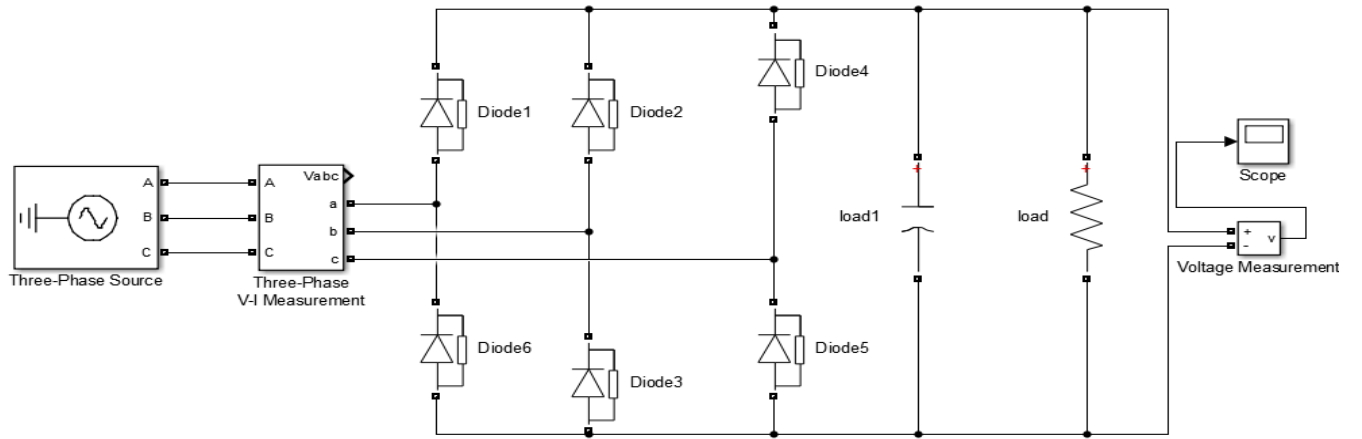 Diode4
Diode1
Diode2
A
B
C
Three-Phase Source
A
B
C
Vabc
a
b
c
Three-Phase
V-I Measurement
load1
+
load
+
Scope
+
-
v
Voltage Measurement
Diode6
Diode3
Diode5